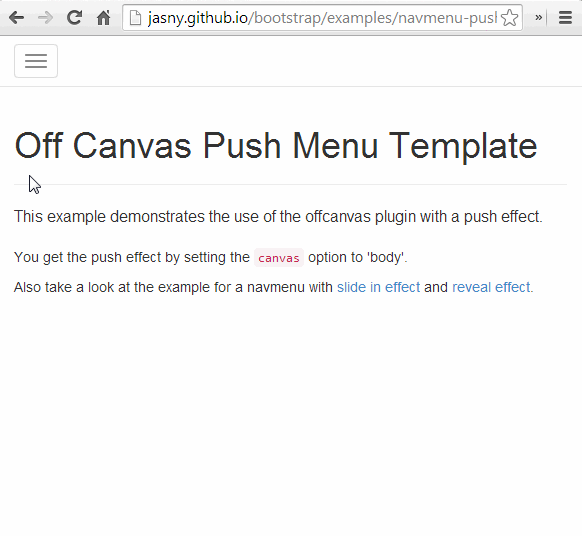 jasny.github.io/bootstrap/examples/navmenu-push
»
Off Canvas Push Menu Template
This example demonstrates the use of the offcanvas plugin with a push effect.
You get the push effect by setting the canvas option to 'body'.
Also take a look at the example for a navmenu with slide in effect and reveal effect.